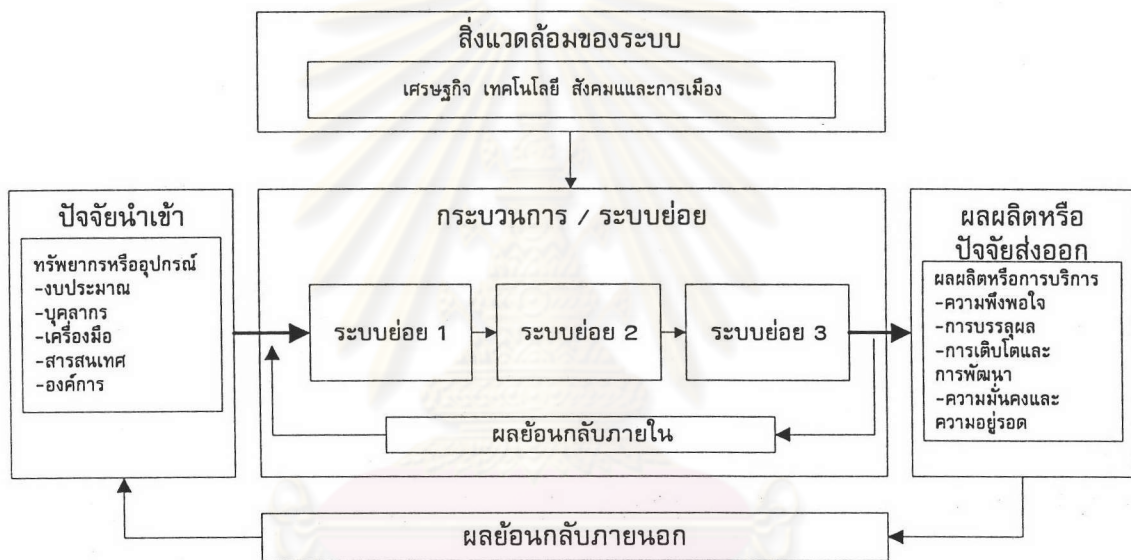 สิ่งแวดล้อมของระบบ
เศรษฐกิจ เทคโนโลยี สังคมแและการเมือง
ปัจจัยนำเข้า
ทรัพยากรหรืออุปกรณ์
-งบประมาณ
-บุคลากร
-เครื่องมือ
-สารสนเทศ
-องค์การ
กระบวนการ / ระบบย่อย
ระบบย่อย 1
ระบบย่อย 2
ระบบย่อย 3
ผลย้อนกลับภายใน
ผลผลิตหรือ
ปัจจัยส่งออก
ผลผลิตหรือการบริการ
-ความพึงพอใจ
-การบรรลุผล
-การเติบโตและ
การพัฒนา
-ความมั่นคงและ
ความอยู่รอด
ผลย้อนกลับภายนอก